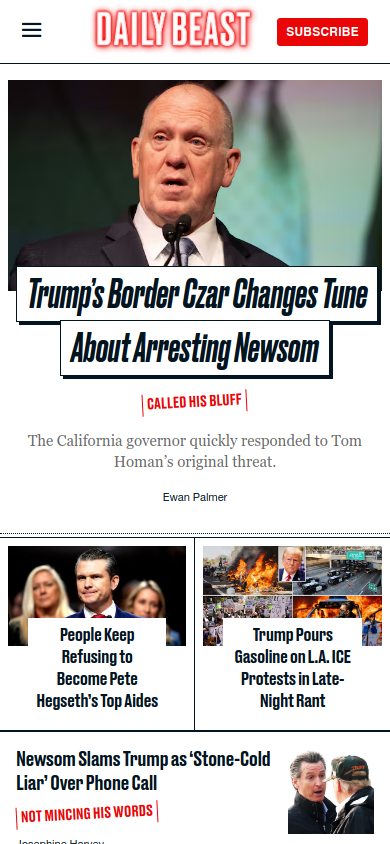 DAILY BEAST
SUBSCRIBE
Trump's Border Czar Changes Tune
About Arresting Newsom
CALLED HIS BLUFF
The California governor quickly responded to Tom
Homan's original threat.
Ewan Palmer
People Keep
Refusing to
Become Pete
Hegseth's Top Aides
Trump Pours
Gasoline on L.A. ICE
Protests in Late-
Night Rant
Newsom Slams Trump as ‘Stone-Cold
Liar’ Over Phone Call
NOT MINCING HIS WORDS
Josephine Harvey